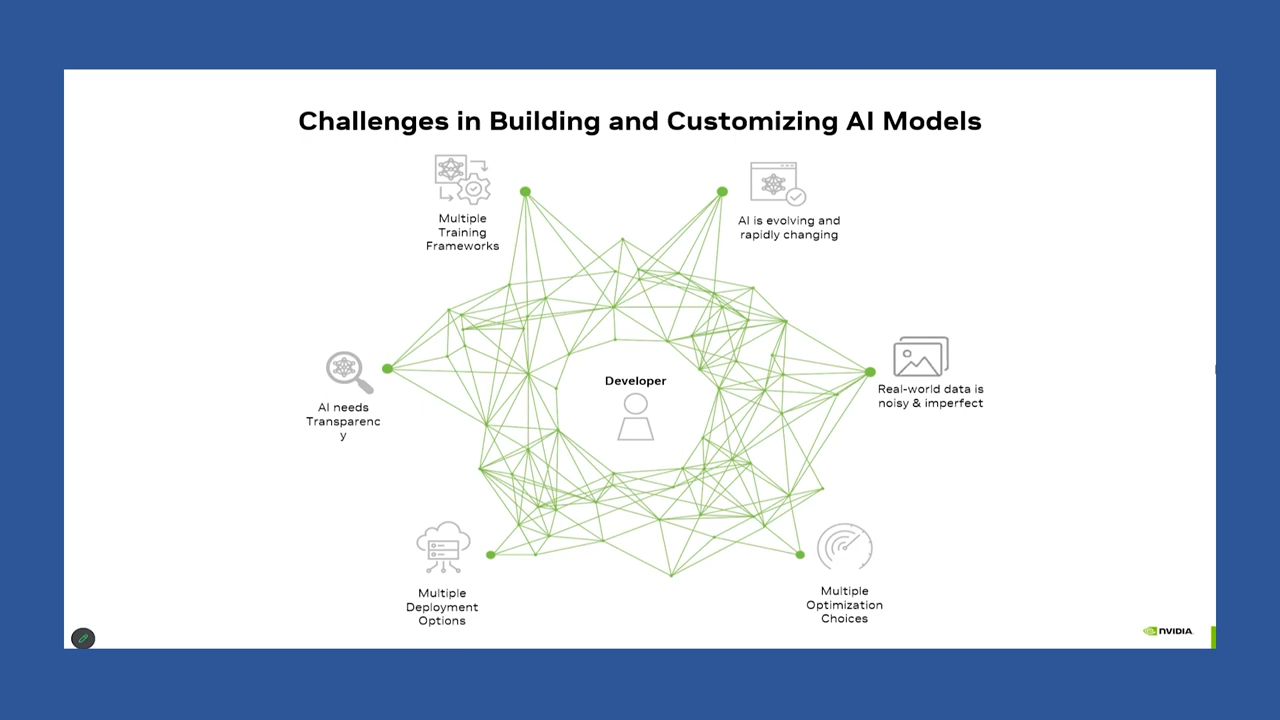 Challenges in Building and Customizing AI Models
Multiple
Training
Frameworks
AI is evolving and
rapidly changing
AI needs
Transparenc
y
Developer
Real-world data is
noisy & imperfect
Multiple
Deployment
Options
Multiple
Optimization
Choices
NVIDIA